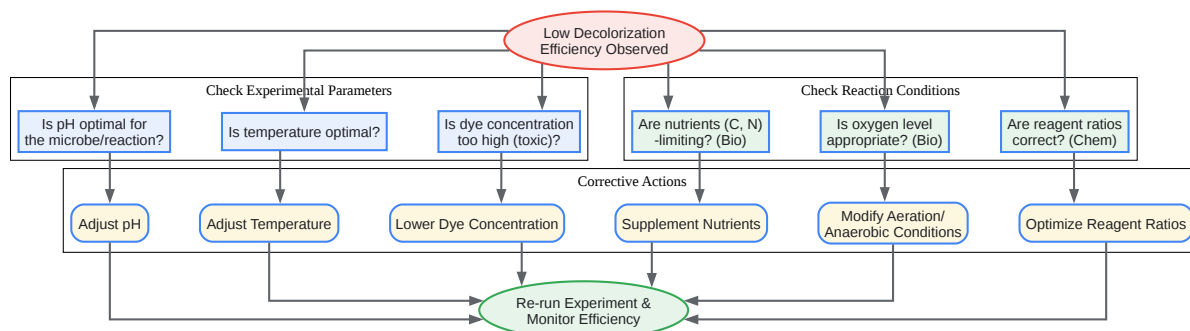 Low Decolorization
Efficiency Observed
Check Experimental Parameters
Check Reaction Conditions
Is pH optimal for
the microbe/reaction?
Is temperature optimal?
Is dye concentration
too high (toxic)?
Are nutrients (C, N)
-limiting? (Bio)
Is oxygen level
appropriate? (Bio)
Are reagent ratios
correct? (Chem)
Corrective Actions
Adjust pH
Adjust Temperature
Lower Dye Concentration
Supplement Nutrients
Modify Aeration/
Anaerobic Conditions
Optimize Reagent Ratios
Re-run Experiment &
Monitor Efficiency